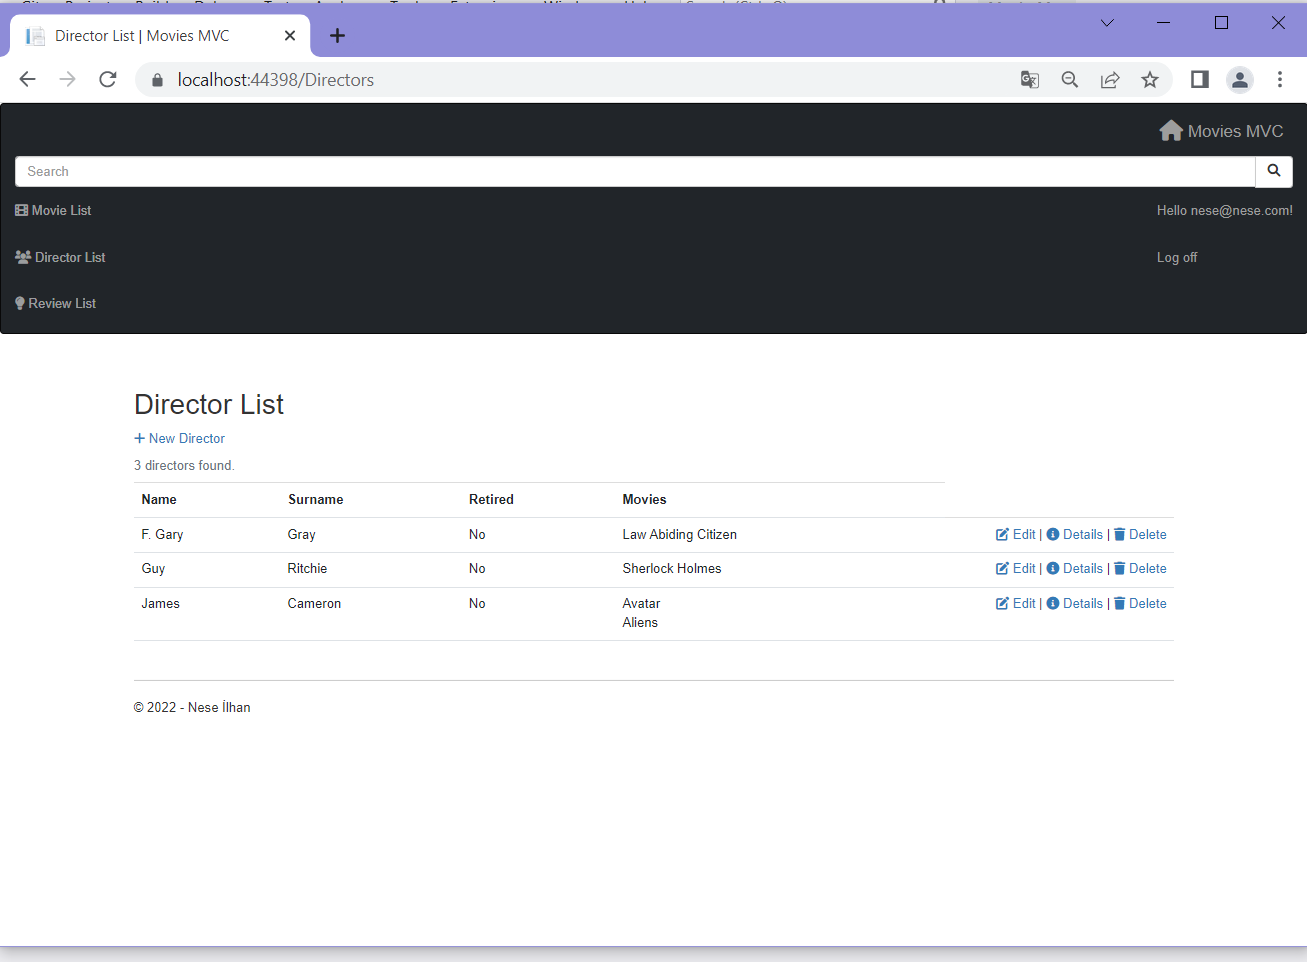 Director List | Movies MVC
localhost:44398/Directors
Movies MVC
Search
Movie List
Hello nese@nese.com!
Director List
Log off
Review List
Director List
+ New Director
3 directors found.
Name Surname Retired Movies
F. Gary Gray No Law Abiding Citizen Edit | Details | Delete
Guy Ritchie No Sherlock Holmes Edit | Details | Delete
James Cameron No Avatar Edit | Details | Delete
Aliens
© 2022 - Nese İlhan